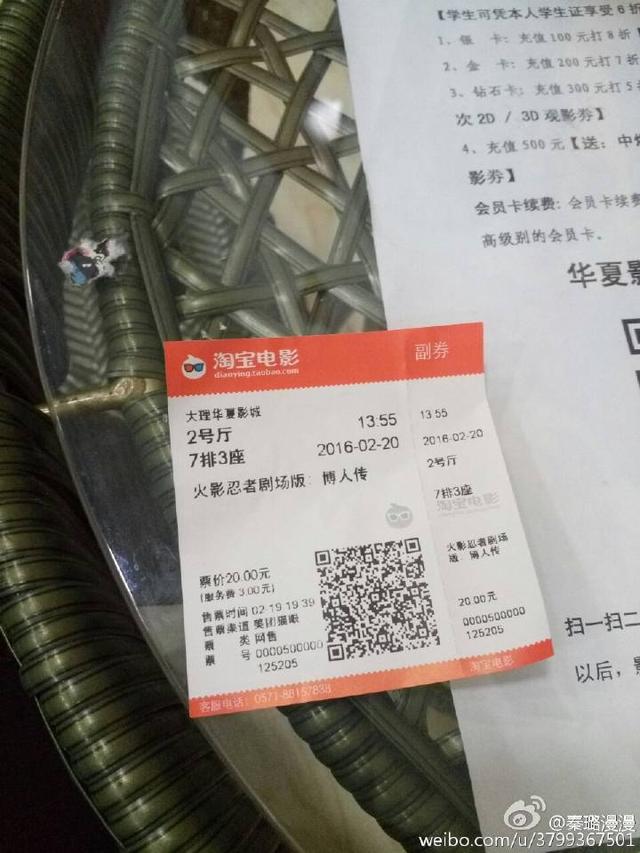 【学生可凭本人学生证享受6折
1、银 卡：充值100元打8折
2、金 卡：充值200元打7折
3、钻石卡：充值300元打5
次2D / 3D观影券】
4、充值500元【送：中
影券】
会员卡续费：会员卡续费
高级别的会员卡。
华夏影
淘宝电影
dianying.taobao.com
副券
大理华夏影城
2号厅
13:55
7排3座
2016-02-20
火影忍者剧场版：博人传
票价20.00元
(服务费 3.00元)
售票时间 02-19 19:39
售票渠道 美团猫眼
票 类 网售
票 号 0000500000
125205
客服电话：0571-88157838
13:55
2016-02-20
2号厅
7排3座
淘宝电影
火影忍者剧场
版：博人传
20.00元
0000500000
125205
淘宝电影
扫一扫二
以后，
@秦璐漫漫
weibo.com/u/3799367501